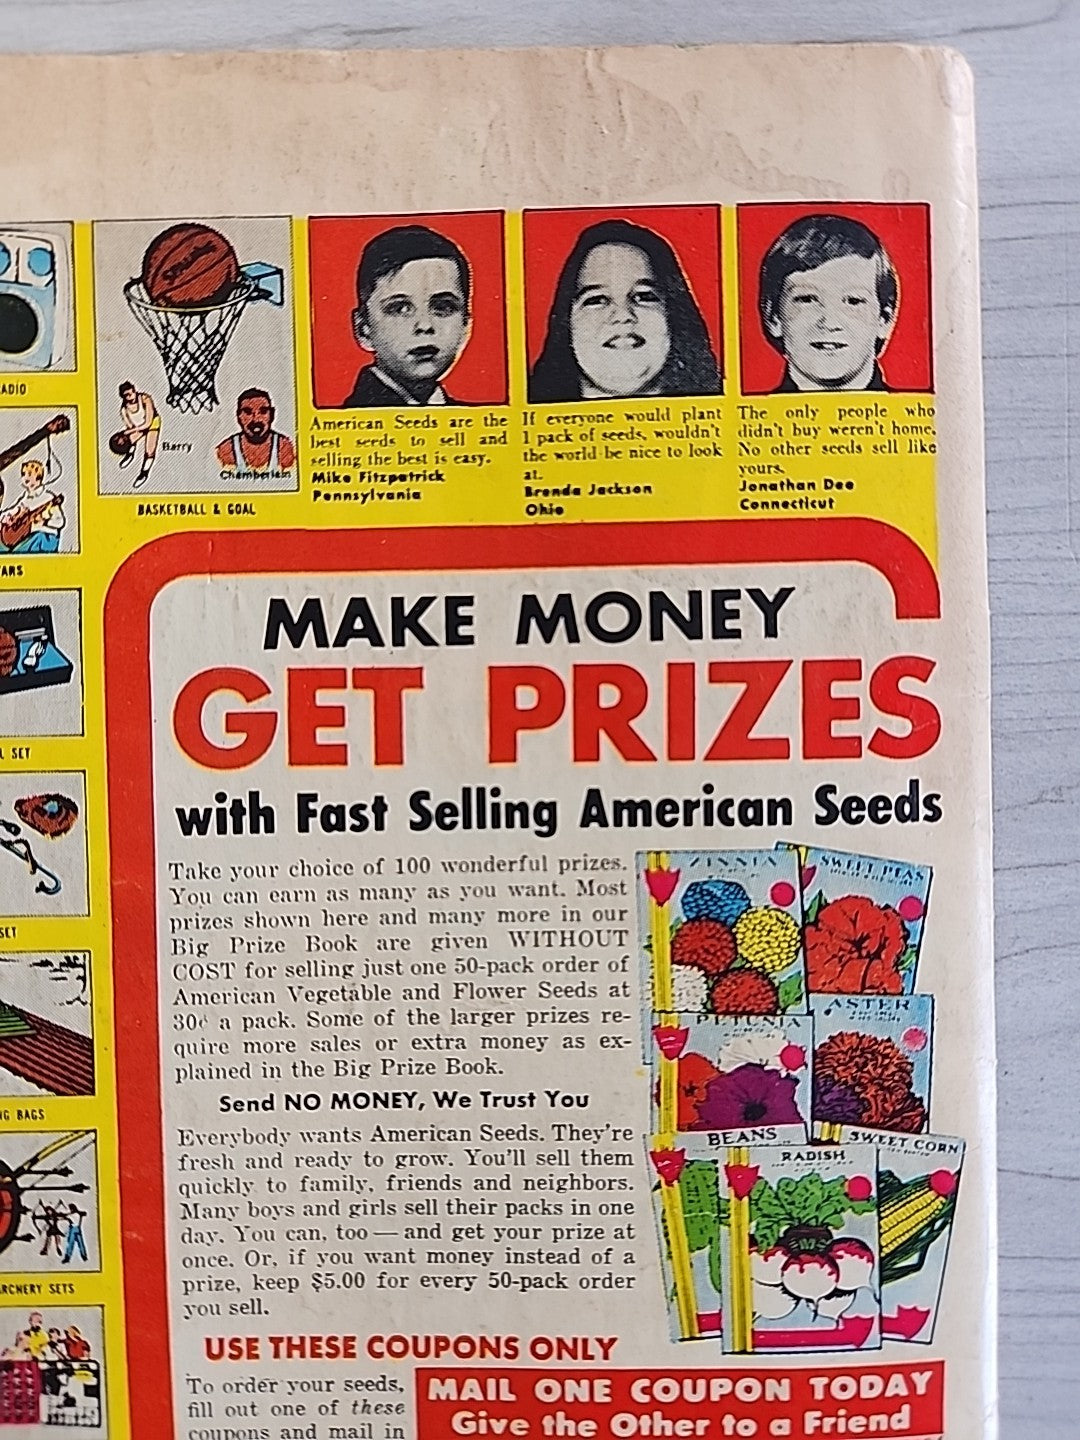 ADIO
ARS
SET
SET
NG BAGS
ARCHERY SETS
Barry
Chamberlain
BASKETBALL & GOAL
American Seeds are the
best seeds to sell and
selling the best is easy.
Mike Fitzpatrick
Pennsylvania
If everyone would plant
1 pack of seeds, wouldn't
the world be nice to look
at.
Brenda Jackson
Ohio
The only people who
didn't buy weren't home.
No other seeds sell like
yours.
Jonathan Dee
Connecticut
MAKE MONEY
GET PRIZES
with Fast Selling American Seeds
Take your choice of 100 wonderful prizes.
You can earn as many as you want. Most
prizes shown here and many more in our
Big Prize Book are given WITHOUT
COST for selling just one 50-pack order of
American Vegetable and Flower Seeds at
30¢ a pack. Some of the larger prizes re-
quire more sales or extra money as ex-
plained in the Big Prize Book.
Send NO MONEY, We Trust You
Everybody wants American Seeds. They're
fresh and ready to grow. You'll sell them
quickly to family, friends and neighbors.
Many boys and girls sell their packs in one
day. You can, too — and get your prize at
once. Or, if you want money instead of a
prize, keep $5.00 for every 50-pack order
you sell.
ZINNIA
SWEET PEAS
PETUNIA
ASTER
BEANS
RADISH
SWEET CORN
USE THESE COUPONS ONLY
To order your seeds,
fill out one of these
coupons and mail in
MAIL ONE COUPON TODAY
Give the Other to a Friend